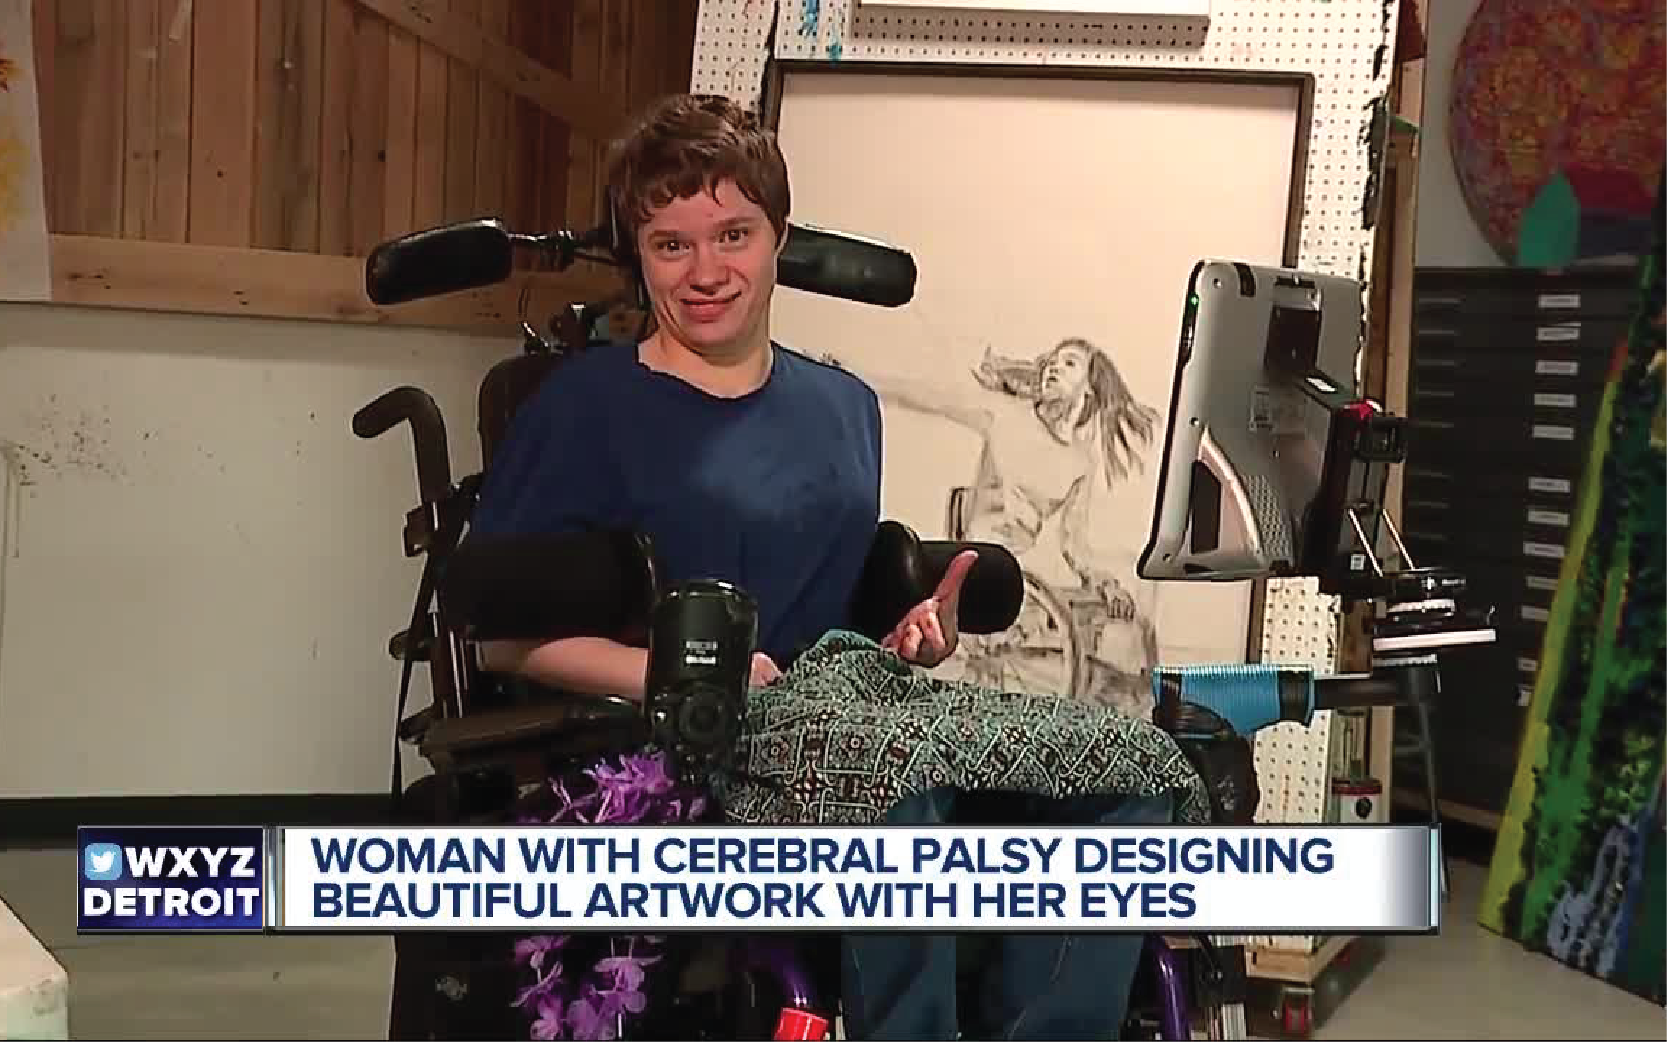 WXYZ
DETROIT
WOMAN WITH CEREBRAL PALSY DESIGNING
BEAUTIFUL ARTWORK WITH HER EYES